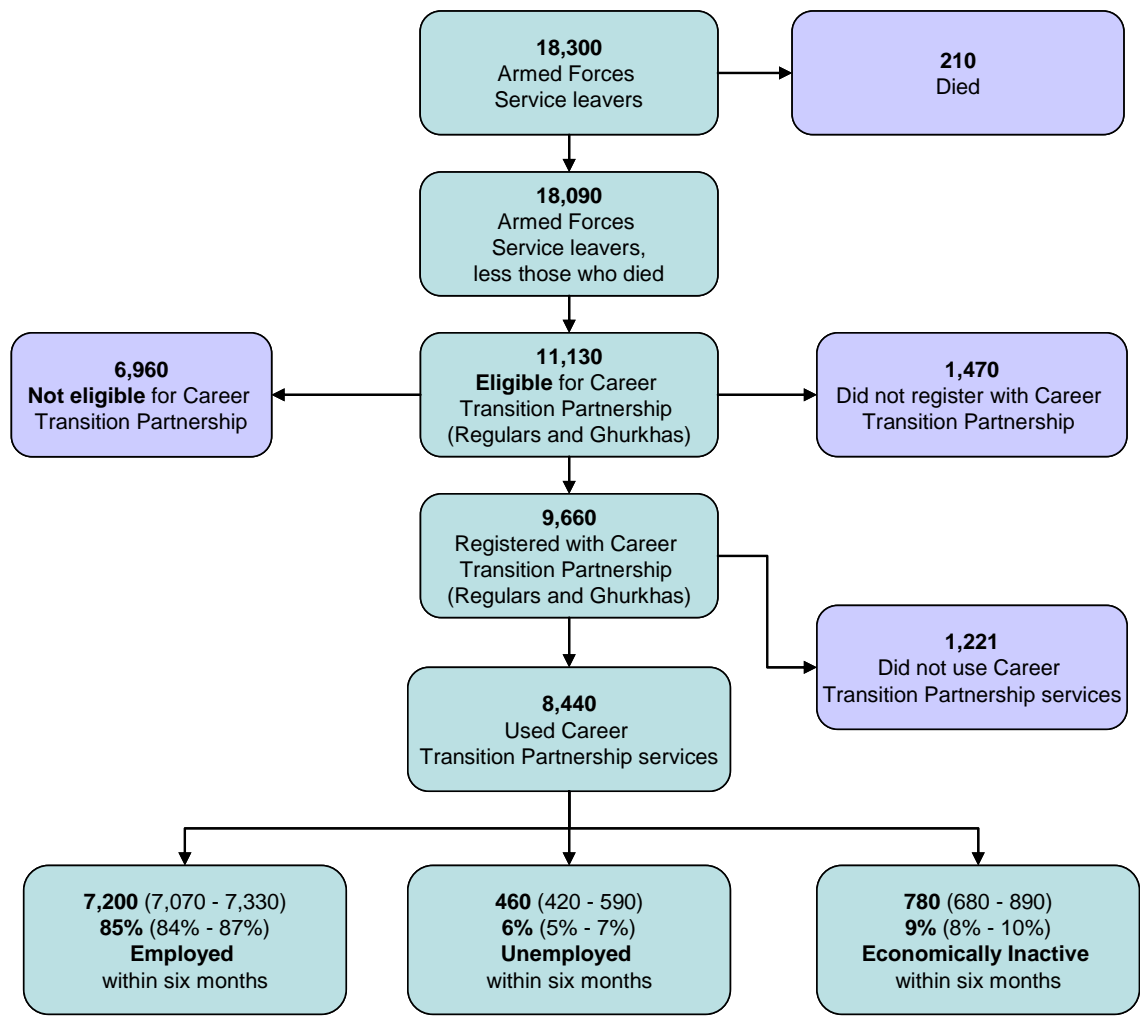 18,300
Armed Forces
Service leavers
210
Died
18,090
Armed Forces
Service leavers,
less those who died
6,960
Not eligible for Career
Transition Partnership
11,130
Eligible for Career
Transition Partnership
(Regulars and Ghurkhas)
1,470
Did not register with Career
Transition Partnership
9,660
Registered with Career
Transition Partnership
(Regulars and Ghurkhas)
1,221
Did not use Career
Transition Partnership services
8,440
Used Career
Transition Partnership services
7,200 (7,070 - 7,330)
85% (84% - 87%)
Employed
within six months
460 (420 - 590)
6% (5% - 7%)
Unemployed
within six months
780 (680 - 890)
9% (8% - 10%)
Economically Inactive
within six months